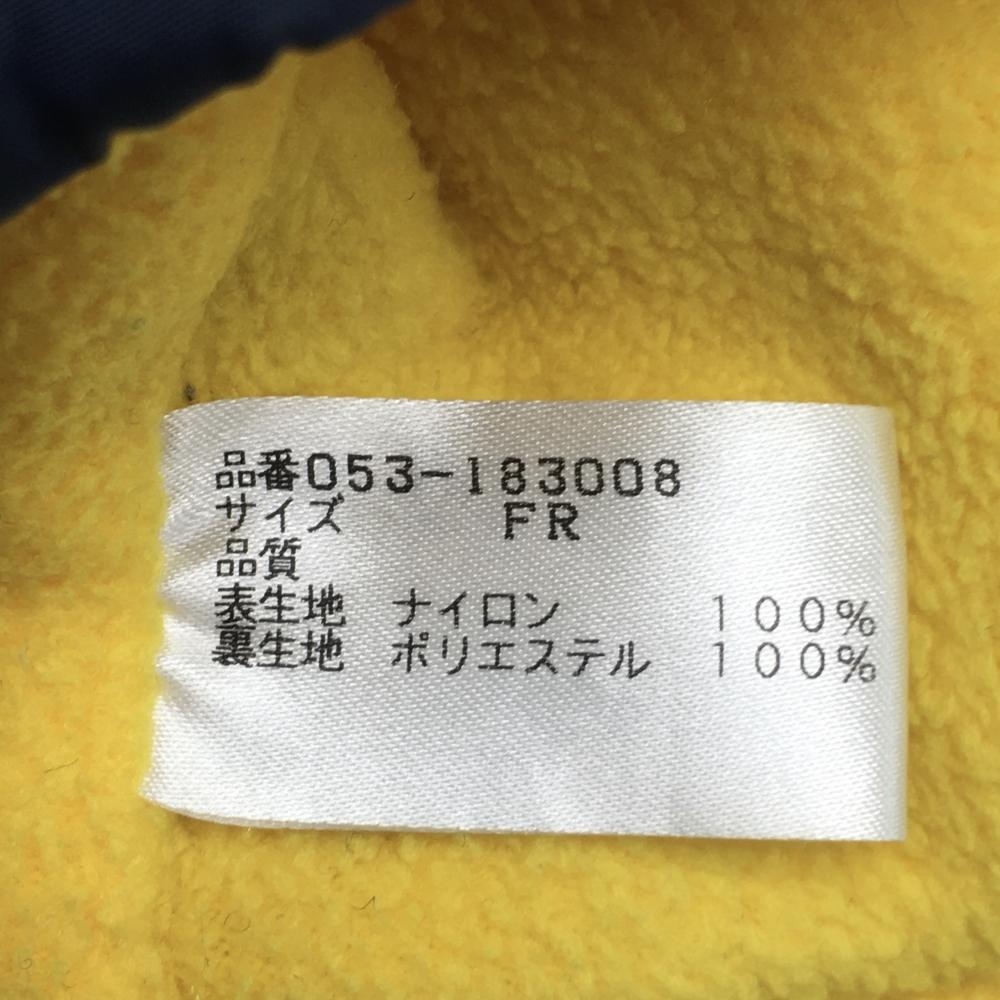 品番053-183008
サイズ FR
品質
表生地 ナイロン 100%
裏生地 ポリエステル 100%